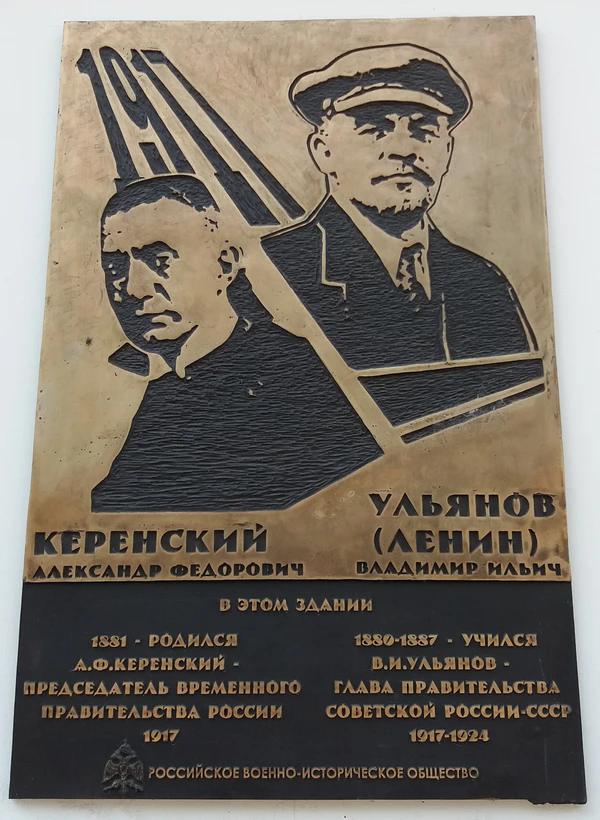 1917
КЕРЕНСКИЙ
АЛЕКСАНДР ФЕДОРОВИЧ
УЛЬЯНОВ
(ЛЕНИН)
ВЛАДИМИР ИЛЬИЧ
В ЭТОМ ЗДАНИИ
1881 - РОДИЛСЯ
А.Ф.КЕРЕНСКИЙ -
ПРЕДСЕДАТЕЛЬ ВРЕМЕННОГО
ПРАВИТЕЛЬСТВА РОССИИ
1917
1880-1887 - УЧИЛСЯ
В.И.УЛЬЯНОВ -
ГЛАВА ПРАВИТЕЛЬСТВА
СОВЕТСКОЙ РОССИИ-СССР
1917-1924
РОССИЙСКОЕ ВОЕННО-ИСТОРИЧЕСКОЕ ОБЩЕСТВО